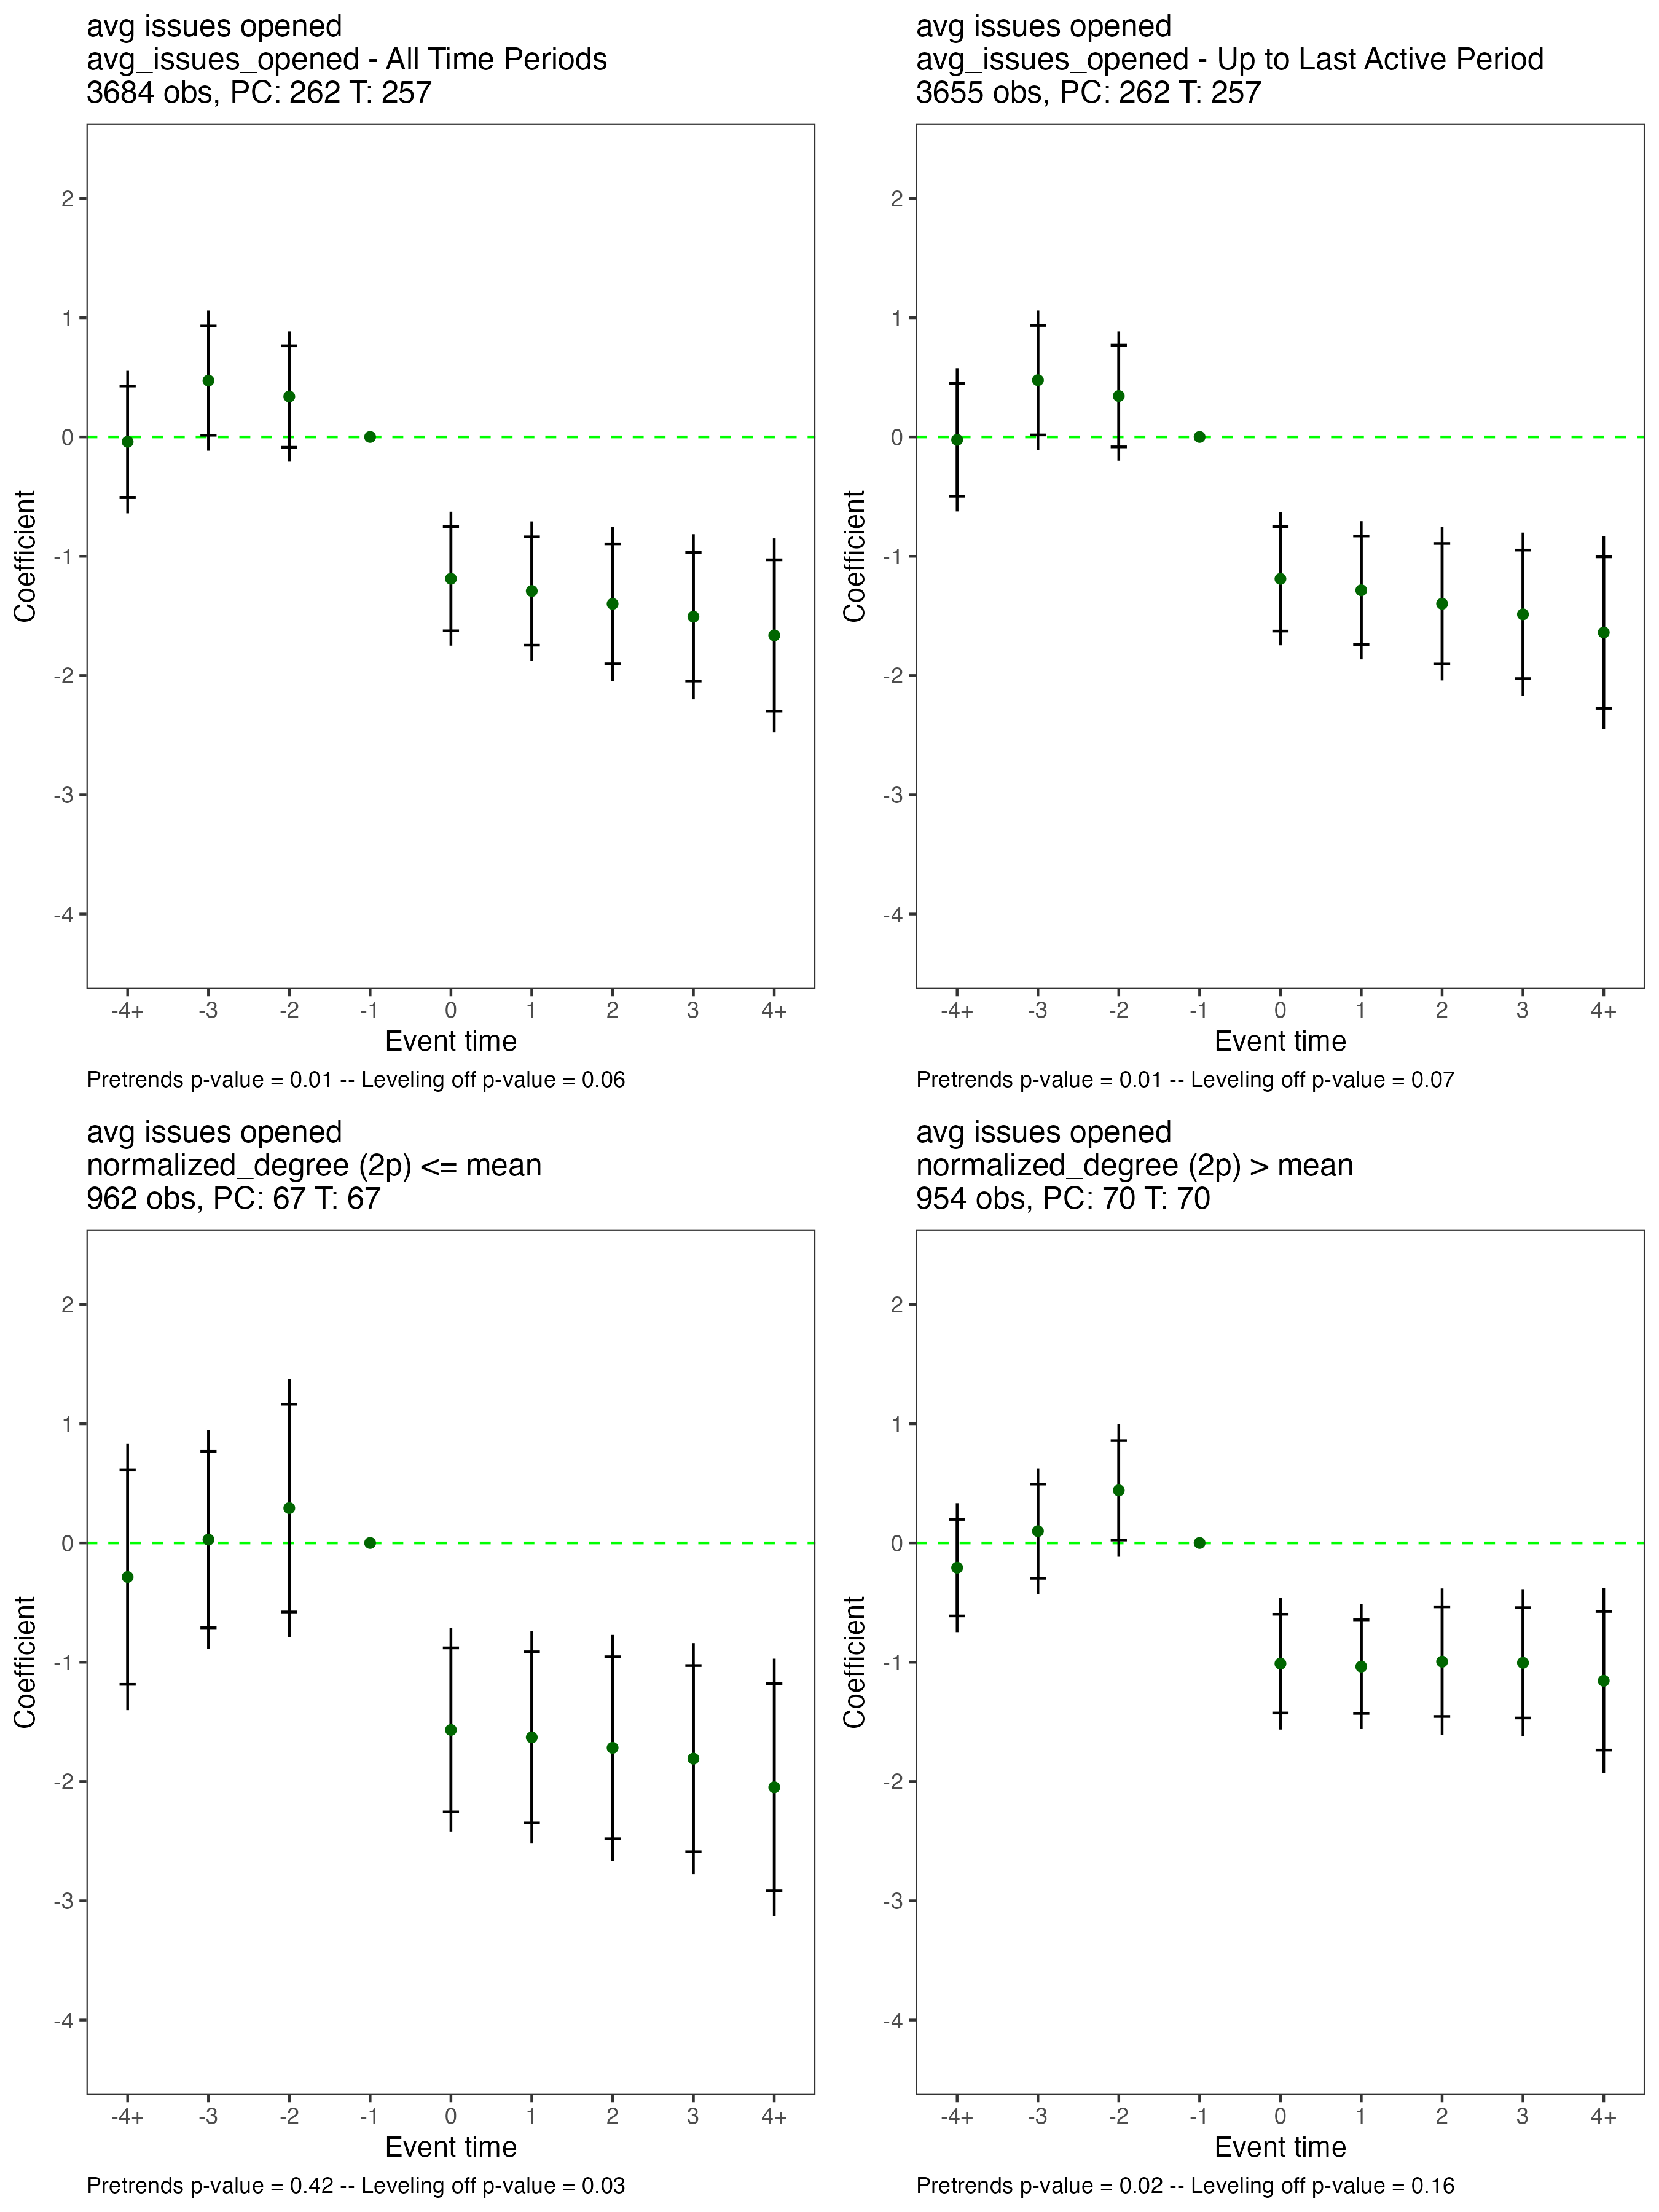 avg issues opened
avg_issues_opened - All Time Periods
3684 obs, PC: 262 T: 257
2
1
0
-1
-2
-3
-4
Coefficient
-4+ -3 -2 -1 0 1 2 3 4+
Event time
Pretrends p-value = 0.01 -- Leveling off p-value = 0.06
avg issues opened
avg_issues_opened - Up to Last Active Period
3655 obs, PC: 262 T: 257
2
1
0
-1
-2
-3
-4
Coefficient
-4+ -3 -2 -1 0 1 2 3 4+
Event time
Pretrends p-value = 0.01 -- Leveling off p-value = 0.07
avg issues opened
normalized_degree (2p) <= mean
962 obs, PC: 67 T: 67
2
1
0
-1
-2
-3
-4
Coefficient
-4+ -3 -2 -1 0 1 2 3 4+
Event time
Pretrends p-value = 0.42 -- Leveling off p-value = 0.03
avg issues opened
normalized_degree (2p) > mean
954 obs, PC: 70 T: 70
2
1
0
-1
-2
-3
-4
Coefficient
-4+ -3 -2 -1 0 1 2 3 4+
Event time
Pretrends p-value = 0.02 -- Leveling off p-value = 0.16